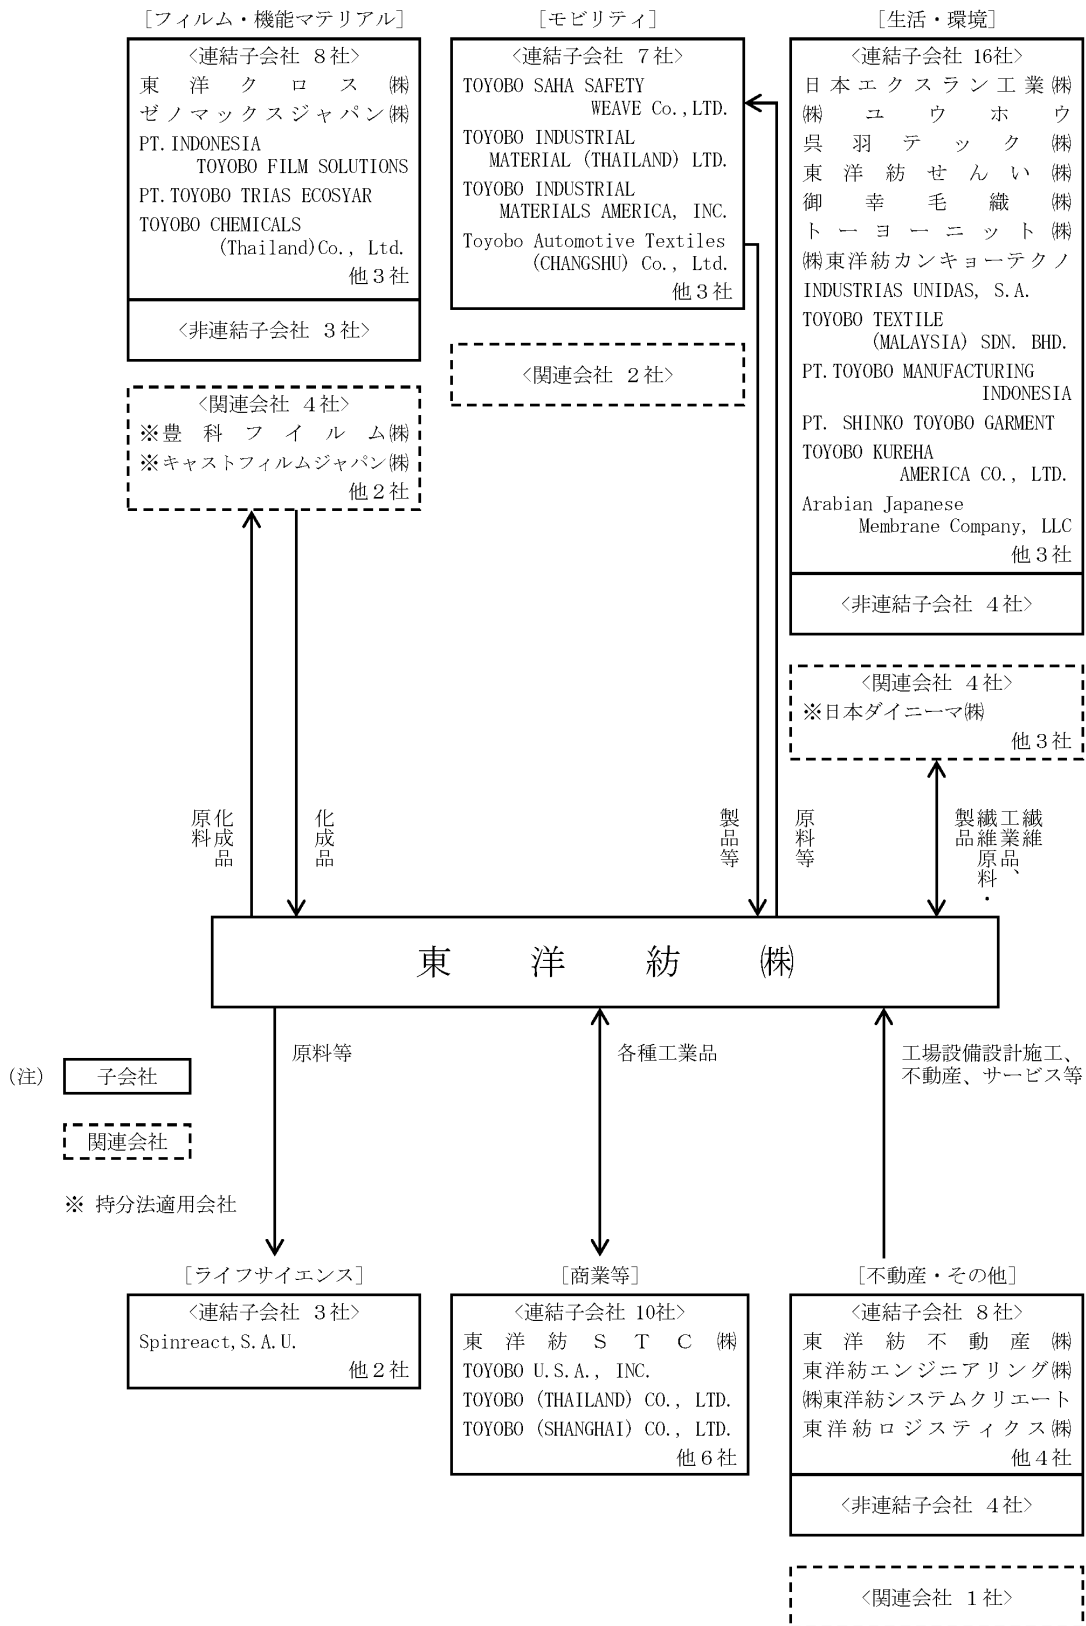 ［フィルム・機能マテリアル］
<連結子会社 8社>
東洋クロス㈱
ゼノマックスジャパン㈱
PT.INDONESIA
TOYOBO FILM SOLUTIONS
PT.TOYOBO TRIAS ECOSYAR
TOYOBO CHEMICALS
(Thailand)Co., Ltd.
他３社
<非連結子会社 3社>
<関連会社 4社>
※豊科フイルム㈱
※キャストフィルムジャパン㈱
他２社
［モビリティ］
<連結子会社 7社>
TOYOBO SAHA SAFETY
WEAVE Co.,LTD.
TOYOBO INDUSTRIAL
MATERIAL (THAILAND) LTD.
TOYOBO INDUSTRIAL
MATERIALS AMERICA, INC.
Toyobo Automotive Textiles
(CHANGSHU) Co., Ltd.
他３社
<関連会社 2社>
［生活・環境］
<連結子会社 16社>
日本エクスラン工業㈱
㈱ユウホウ
呉羽テック㈱
東洋紡せんい㈱
御幸毛織㈱
トーヨーニット㈱
㈱東洋紡カンキョーテクノ
INDUSTRIAS UNIDAS, S.A.
TOYOBO TEXTILE
(MALAYSIA) SDN. BHD.
PT.TOYOBO MANUFACTURING
INDONESIA
PT. SHINKO TOYOBO GARMENT
TOYOBO KUREHA
AMERICA CO., LTD.
Arabian Japanese
Membrane Company, LLC
他３社
<非連結子会社 4社>
<関連会社 4社>
※日本ダイニーマ㈱
他３社
化成品
原料
化成品
製品等
原料等
繊維
工業品、
繊維原料・
製品
東洋紡㈱
原料等
各種工業品
工場設備設計施工、
不動産、サービス等
(注)
子会社
関連会社
※ 持分法適用会社
［ライフサイエンス］
<連結子会社 3社>
Spinreact,S.A.U.
他２社
［商業等］
<連結子会社 10社>
東洋紡ＳＴＣ㈱
TOYOBO U.S.A., INC.
TOYOBO (THAILAND) CO., LTD.
TOYOBO (SHANGHAI) CO., LTD.
他６社
［不動産・その他］
<連結子会社 8社>
東洋紡不動産㈱
東洋紡エンジニアリング㈱
㈱東洋紡システムクリエート
東洋紡ロジスティクス㈱
他４社
<非連結子会社 4社>
<関連会社 1社>